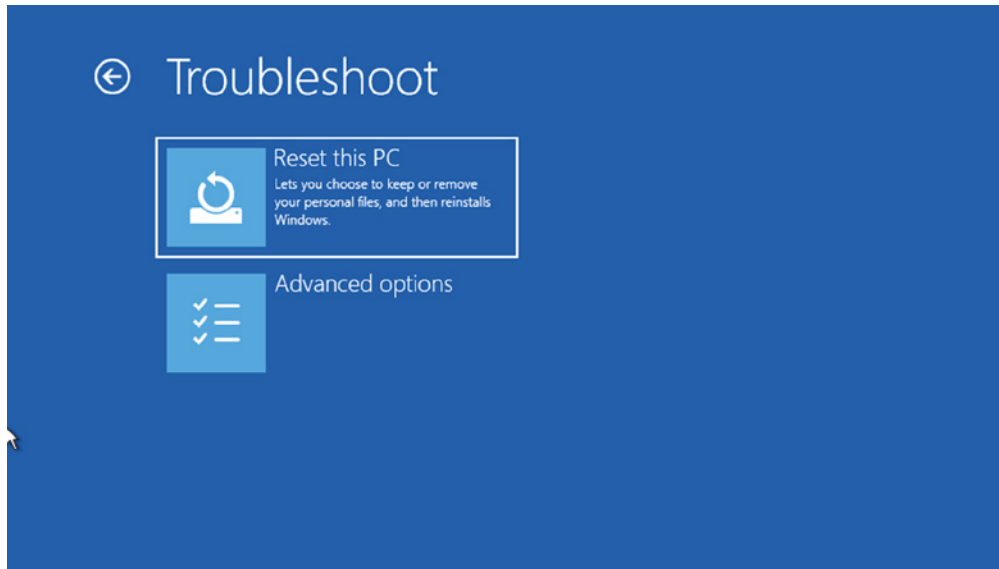 Troubleshoot
Reset this PC
Lets you choose to keep or remove
your personal files, and then reinstalls
Windows.
Advanced options